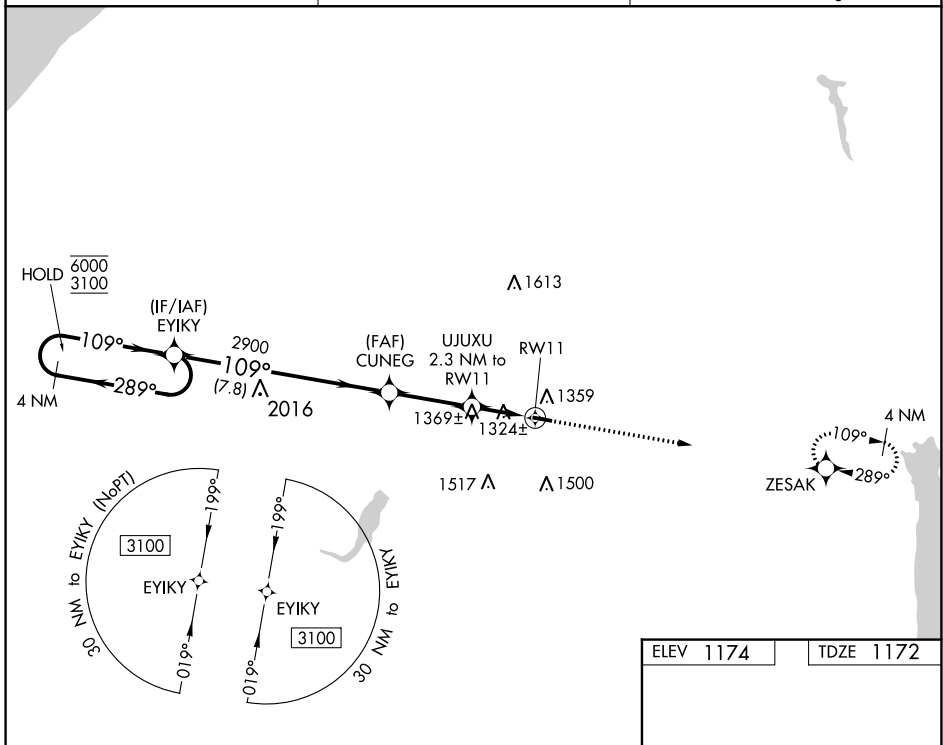 HOLD 6000
3100
109°
289°
4 NM
(IF/IAF)
EYIKY
2900
109°
(7.8)
2016
(FAF)
CUNEG
UJUXU
2.3 NM to
RW11
RW11
1613
1359
1369±
1324±
1517
1500
109°
4 NM
289°
ZESAK
30 NM to EYIKY (NoPT)
199°
3100
EYIKY
019°
199°
EYIKY
3100
019°
30 NM to EYIKY
ELEV 1174
TDZE 1172